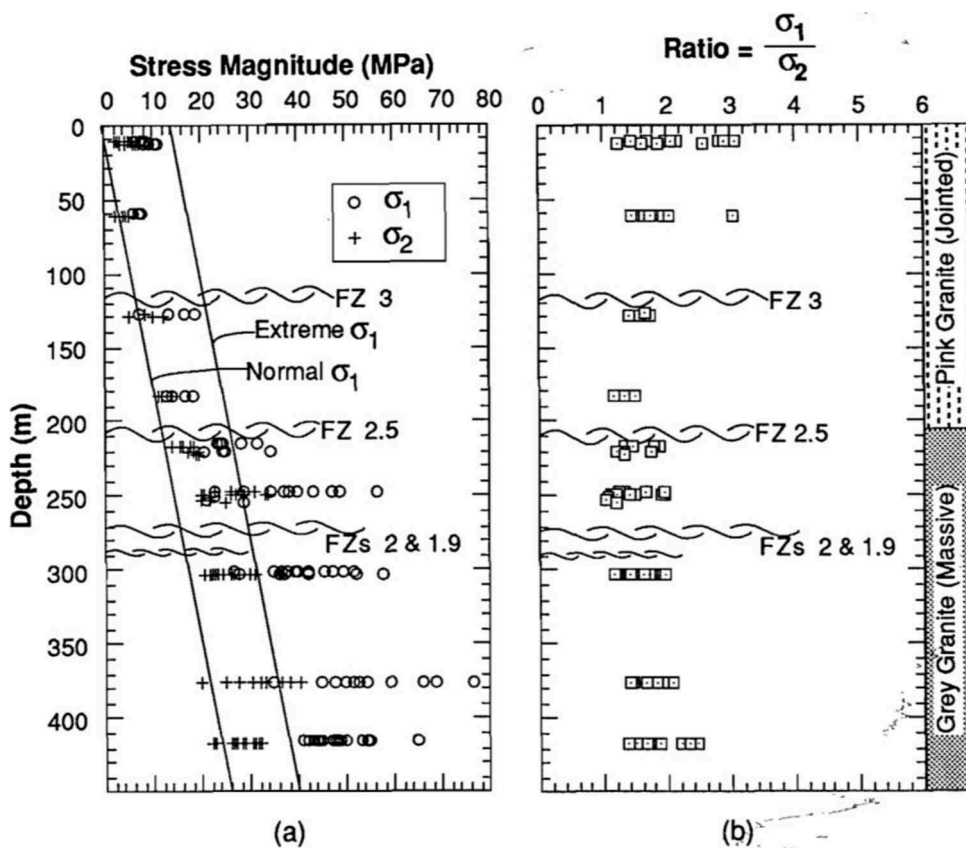 Stress Magnitude (MPa)
0 10 20 30 40 50 60 70 80
0
50
100
150
200
250
300
350
400
Depth (m)
σ1
σ2
FZ 3
Extreme σ1
Normal σ1
FZ 2.5
FZs 2 & 1.9
(a)
Ratio = σ1
σ2
0 1 2 3 4 5 6
FZ 3
FZ 2.5
FZs 2 & 1.9
Pink Granite (Jointed)
Grey Granite (Massive)
(b)